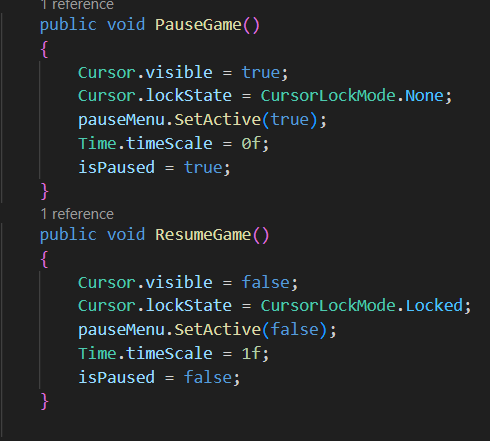 1 reference
public void PauseGame()
{
Cursor.visible = true;
Cursor.lockState = CursorLockMode.None;
pauseMenu.SetActive(true);
Time.timeScale = 0f;
isPaused = true;
}
1 reference
public void ResumeGame()
{
Cursor.visible = false;
Cursor.lockState = CursorLockMode.Locked;
pauseMenu.SetActive(false);
Time.timeScale = 1f;
isPaused = false;
}